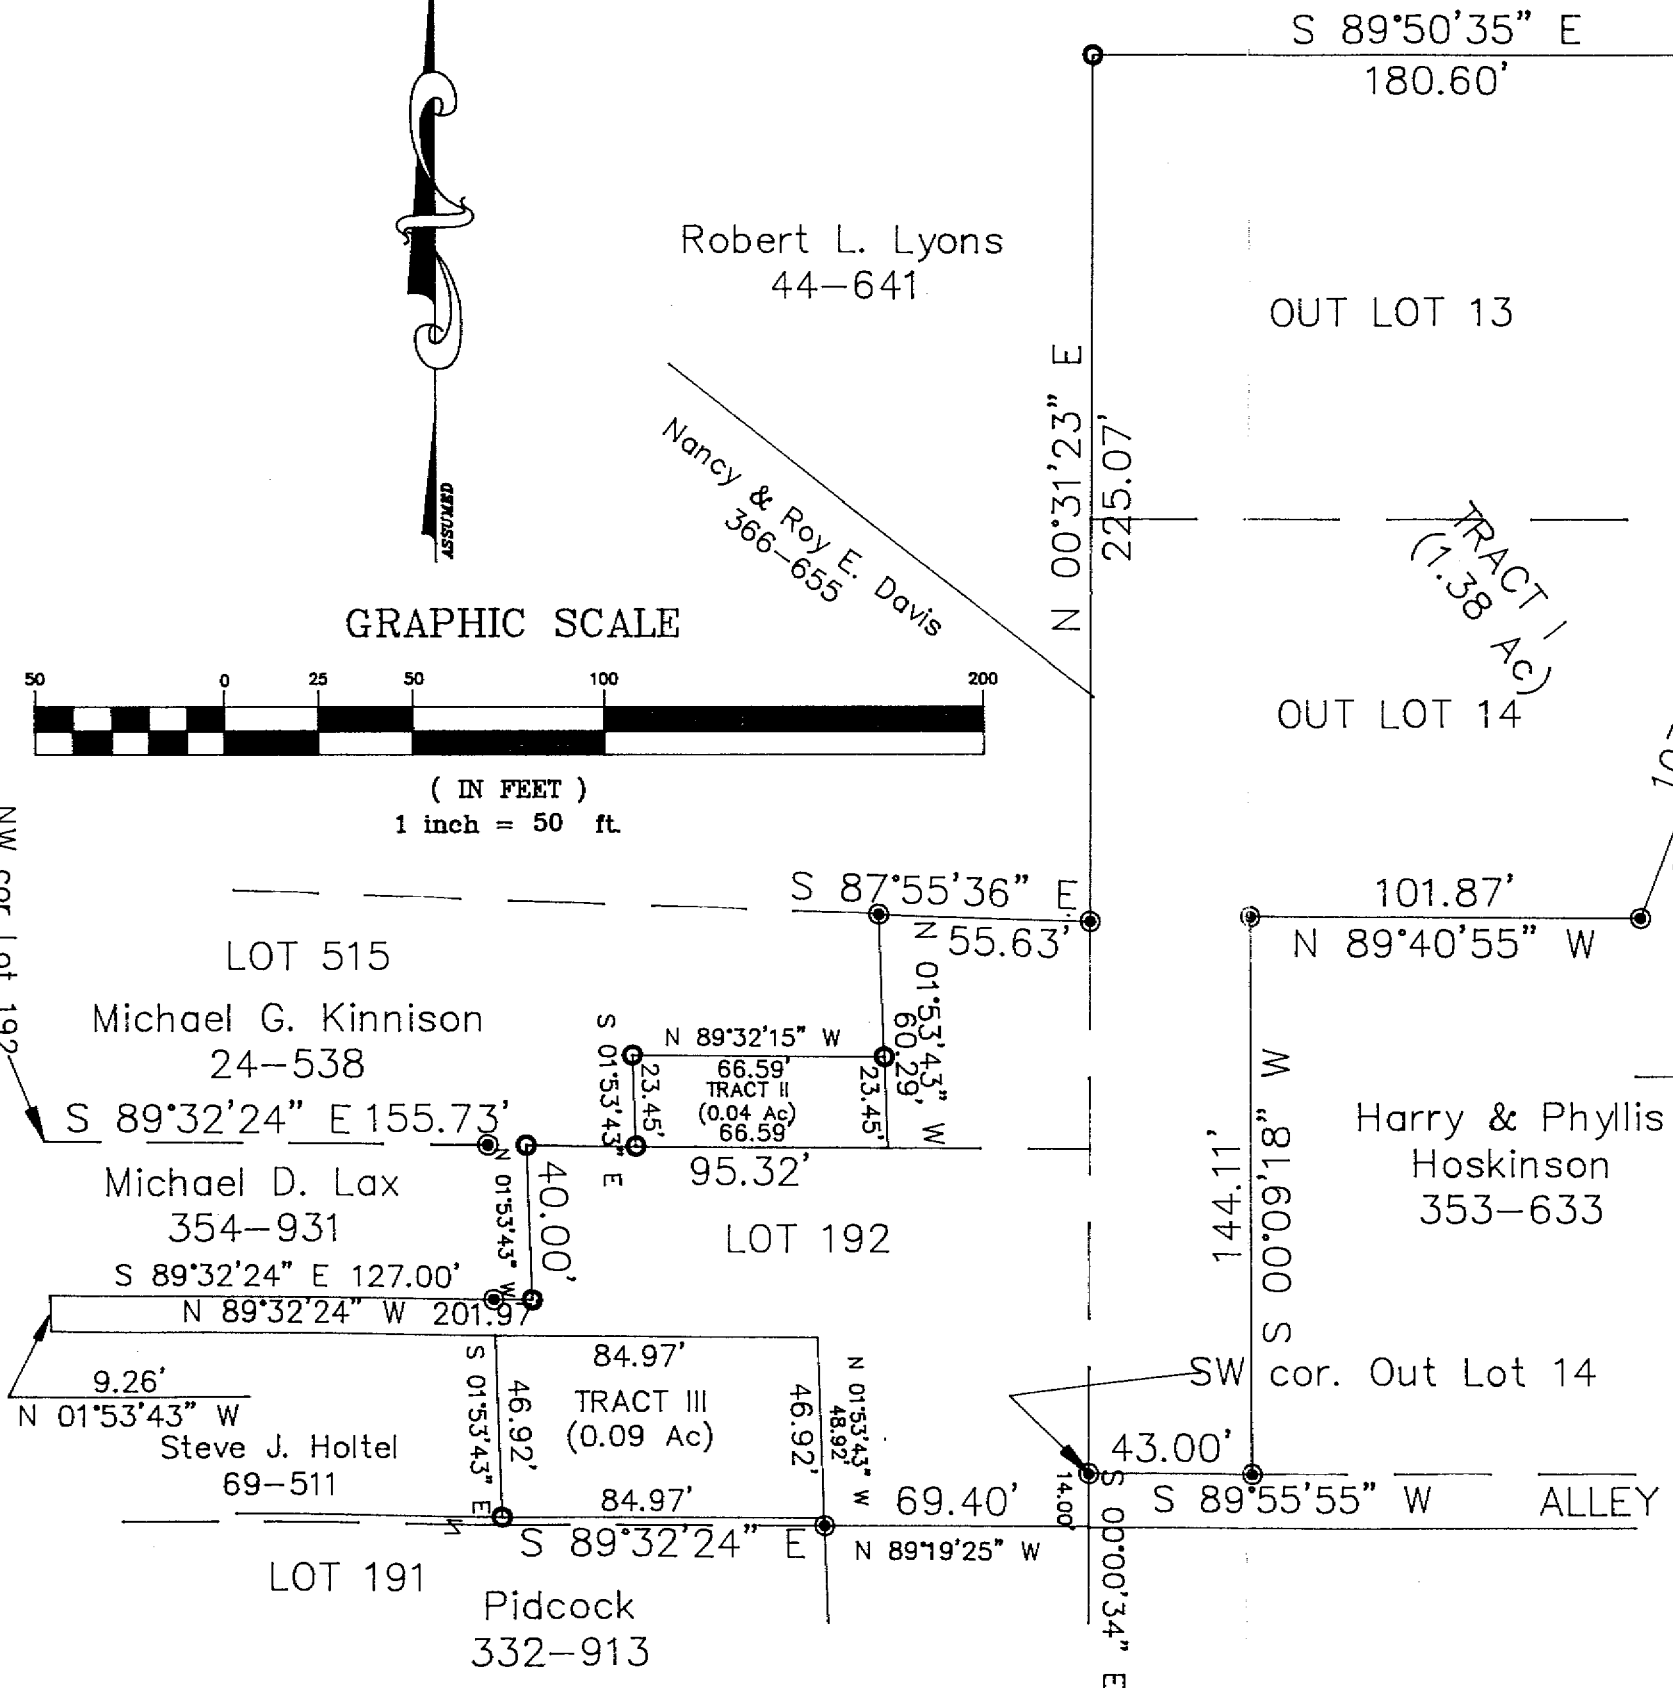 S 89°50'35" E
180.60'
Robert L. Lyons
44-641
OUT LOT 13
N 00°31'23" E
225.07'
Nancy & Roy E. Davis
366-655
ASSUMED
TRACT I
(1.38 Ac)
GRAPHIC SCALE
50 0 25 50 100 200
( IN FEET )
1 inch = 50 ft.
OUT LOT 14
NW cor. Lot 192
S 87°55'36" E
55.63'
101.87'
N 89°40'55" W
LOT 515
Michael G. Kinnison
24-538
N 01°53'43" W
60.29'
S 01°53'43" E
23.45'
N 89°32'15" W
66.59'
TRACT II
(0.04 Ac)
66.59'
23.45'
S 89°32'24" E 155.73'
95.32'
Michael D. Lax
354-931
N 01°53'43" W
40.00'
LOT 192
144.11'
S 00°09'18" W
Harry & Phyllis
Hoskinson
353-633
S 89°32'24" E 127.00'
N 89°32'24" W 201.97'
84.97'
9.26'
N 01°53'43" W
S 01°53'43" E
46.92'
TRACT III
(0.09 Ac)
46.92'
N 01°53'43" W
48.92'
SW cor. Out Lot 14
Steve J. Holtel
69-511
84.97'
S 89°32'24" E
69.40'
N 89°19'25" W
43.00'
14.00'
S 00°00'34" E
S 89°55'55" W
ALLEY
LOT 191
Pidcock
332-913